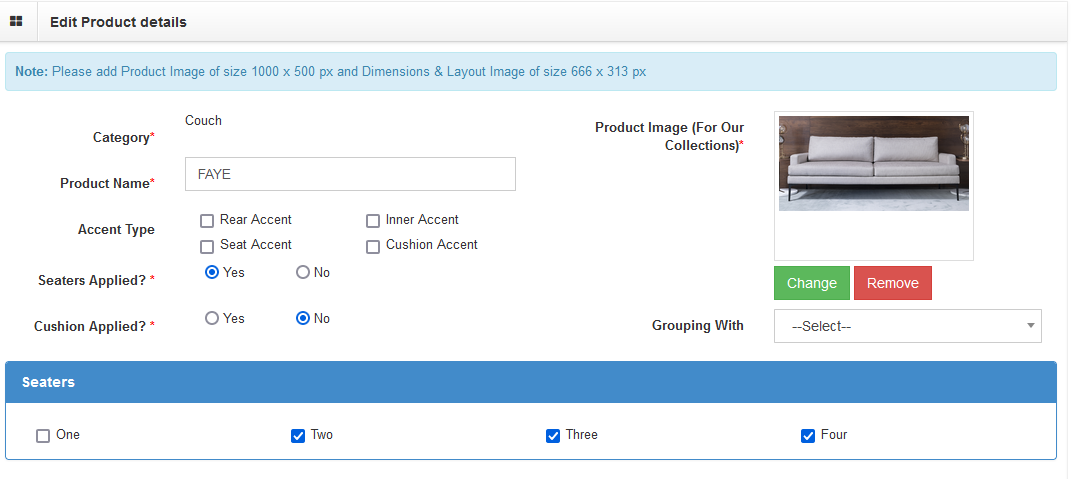 Edit Product details
Note: Please add Product Image of size 1000 x 500 px and Dimensions & Layout Image of size 666 x 313 px
Category*
Couch
Product Name*
FAYE
Accent Type
Rear Accent
Inner Accent
Seat Accent
Cushion Accent
Seaters Applied? *
Yes
No
Cushion Applied? *
Yes
No
Product Image (For Our
Collections)*
Change
Remove
Grouping With
--Select--
Seaters
One
Two
Three
Four